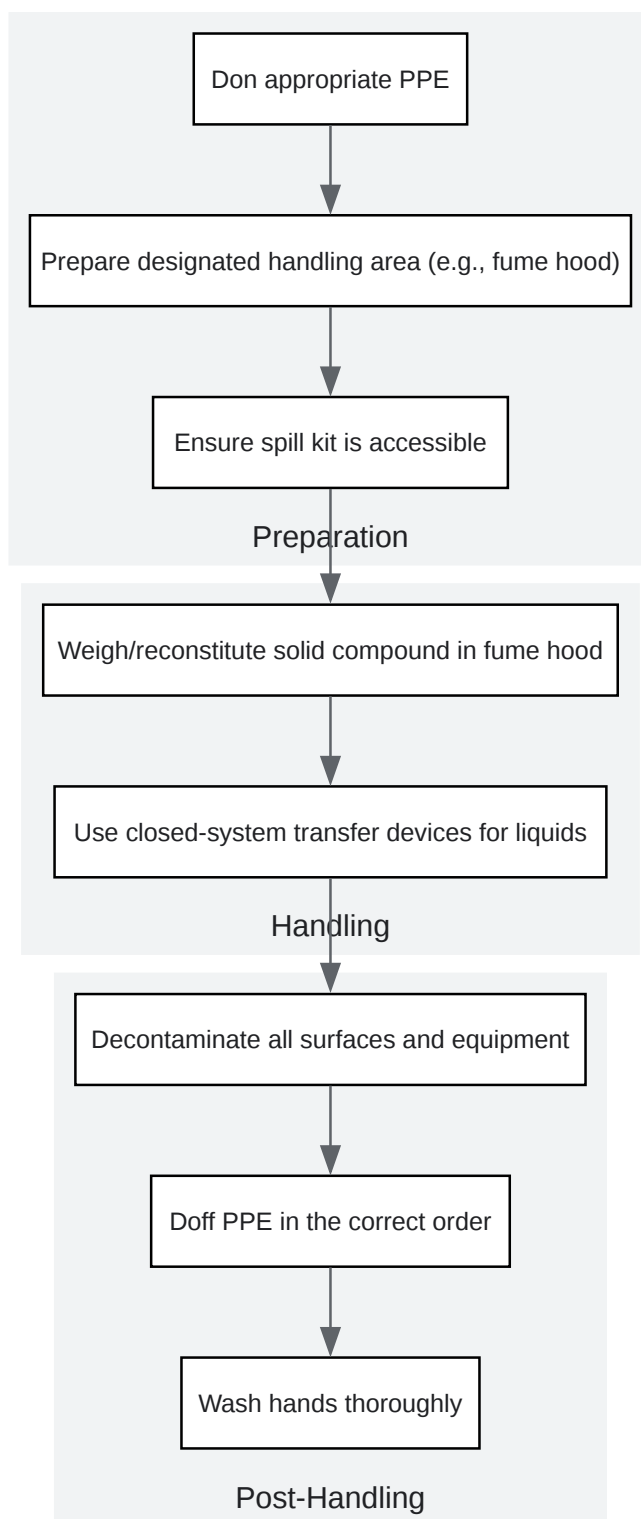 Don appropriate PPE
Prepare designated handling area (e.g., fume hood)
Ensure spill kit is accessible
Preparation
Weigh/reconstitute solid compound in fume hood
Use closed-system transfer devices for liquids
Handling
Decontaminate all surfaces and equipment
Doff PPE in the correct order
Wash hands thoroughly
Post-Handling